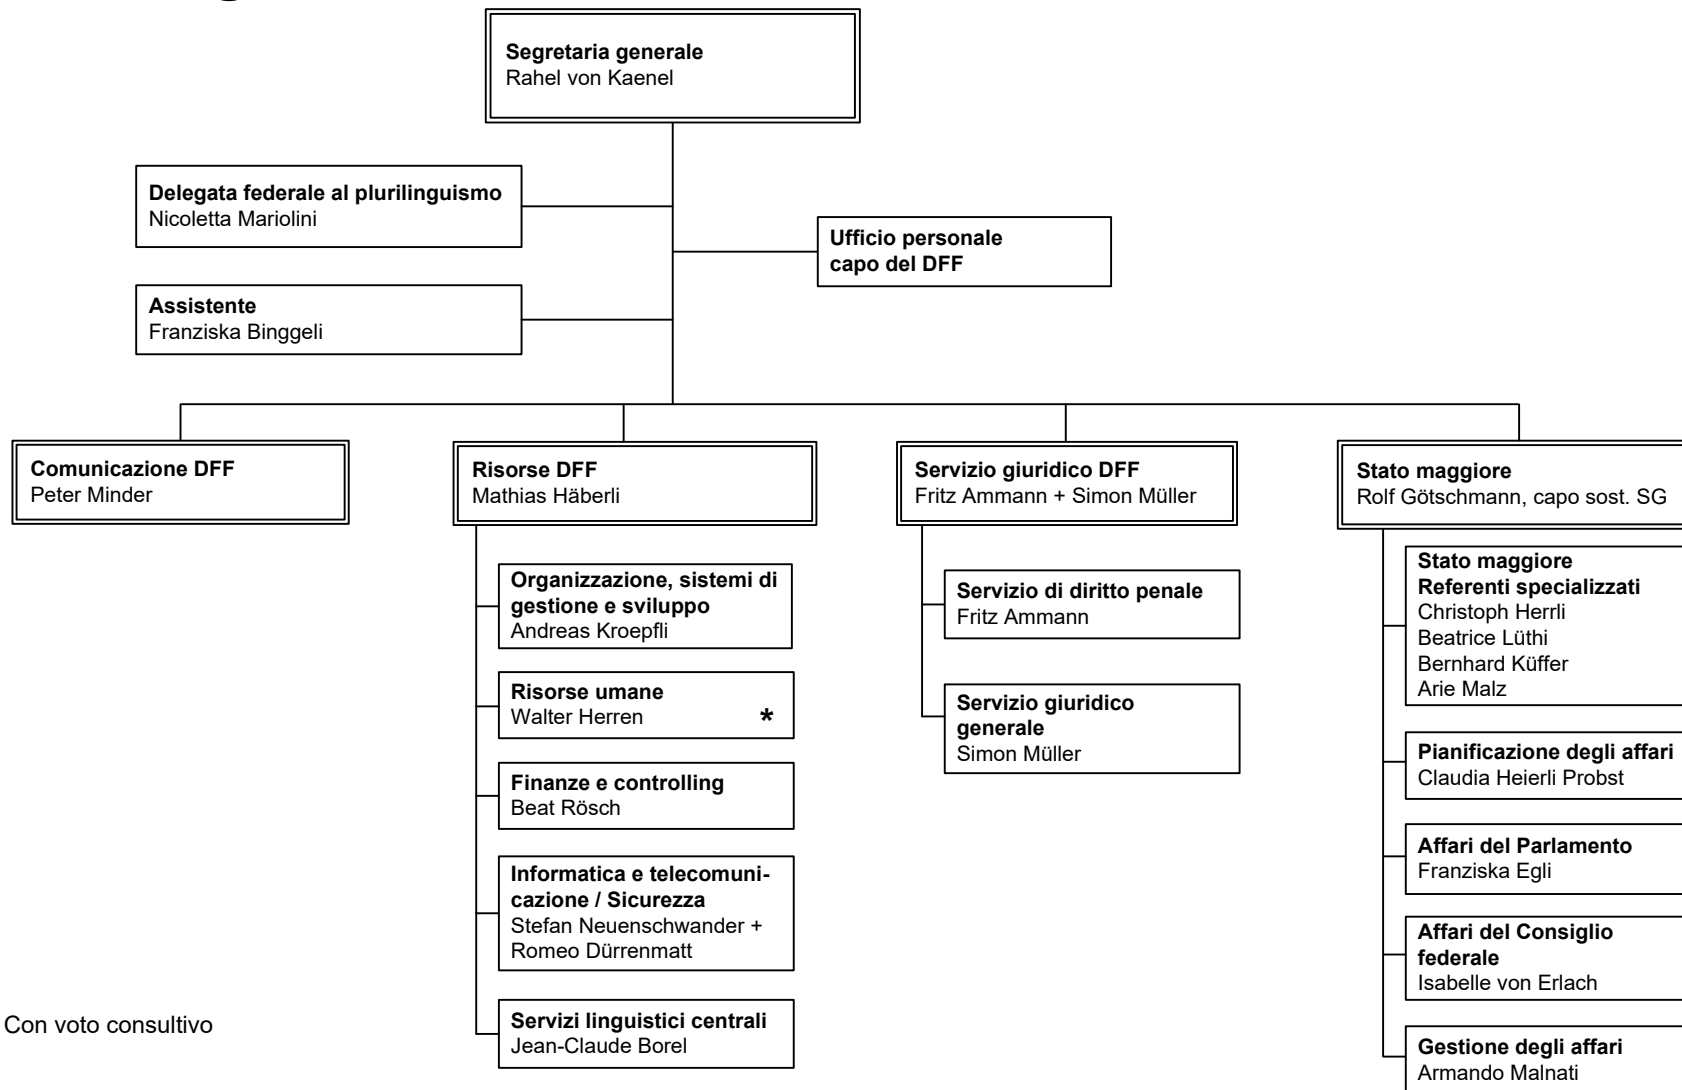 Segretaria generale
Rahel von Kaenel
Delegata federale al plurilinguismo
Nicoletta Mariolini
Ufficio personale
capo del DFF
Assistente
Franziska Binggeli
Comunicazione DFF
Peter Minder
Risorse DFF
Mathias Häberli
Organizzazione, sistemi di
gestione e sviluppo
Andreas Kroepfli
Risorse umane
Walter Herren *
Finanze e controlling
Beat Rösch
Informatica e telecomuni-
cazione / Sicurezza
Stefan Neuenschwander +
Romeo Dürrenmatt
Servizi linguistici centrali
Jean-Claude Borel
Servizio giuridico DFF
Fritz Ammann + Simon Müller
Servizio di diritto penale
Fritz Ammann
Servizio giuridico
generale
Simon Müller
Stato maggiore
Rolf Götschmann, capo sost. SG
Stato maggiore
Referenti specializzati
Christoph Herrli
Beatrice Lüthi
Bernhard Küffer
Arie Malz
Pianificazione degli affari
Claudia Heierli Probst
Affari del Parlamento
Franziska Egli
Affari del Consiglio
federale
Isabelle von Erlach
Gestione degli affari
Armando Malnati
Con voto consultivo